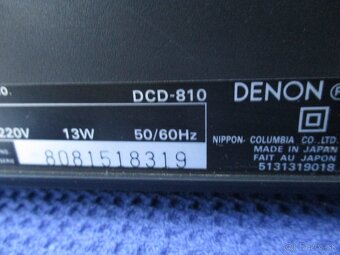 O. DCD-810 DENON ®
220V 13W 50/60Hz
NIPPON COLUMBIA CO.,LTD.
MADE IN JAPAN
FAIT AU JAPON
8081518319
5131319018